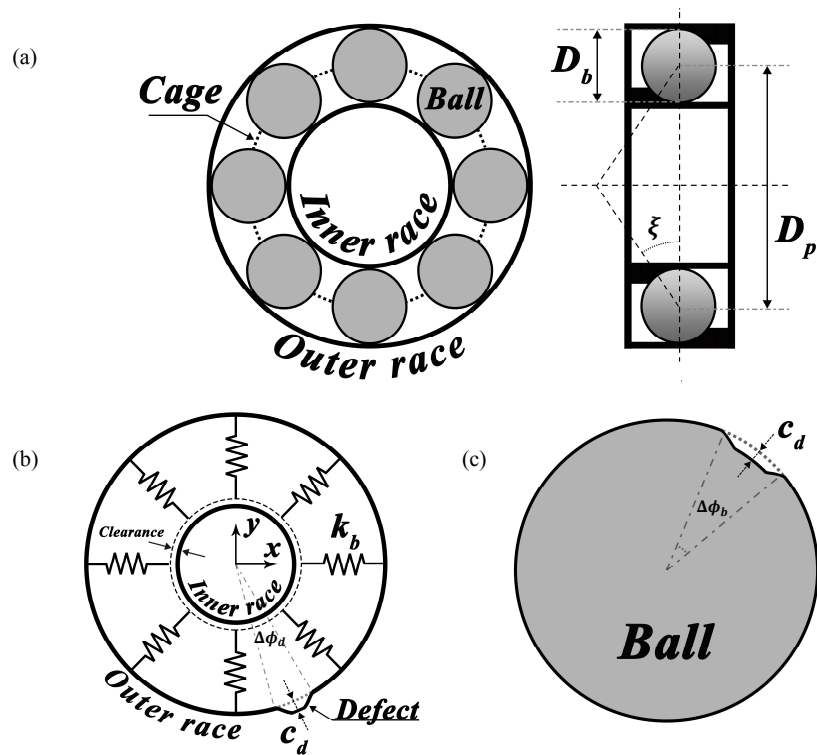 (a)
Cage
Ball
Inner race
Outer race
D_b
ξ
D_p
(b)
Clearance
y
x
k_b
Inner race
Δϕ_d
Outer race
Defect
c_d
(c)
c_d
Δϕ_b
Ball